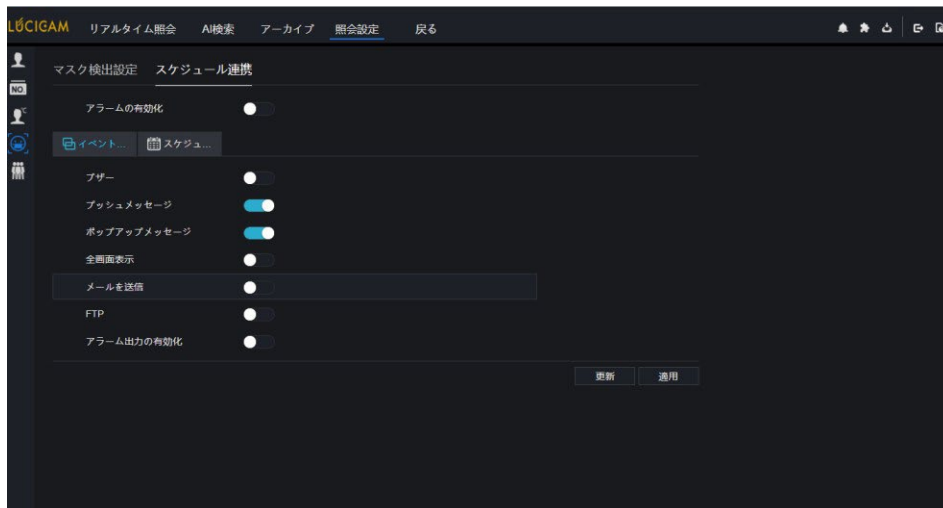 LUCICAM リアルタイム照会 AI検索 アーカイブ 照会設定 戻る
マスク検出設定 スケジュール連携
NO.
アラームの有効化
℃
イベント... スケジュ...
ブザー
プッシュメッセージ
ポップアップメッセージ
全画面表示
メールを送信
FTP
アラーム出力の有効化
更新 適用